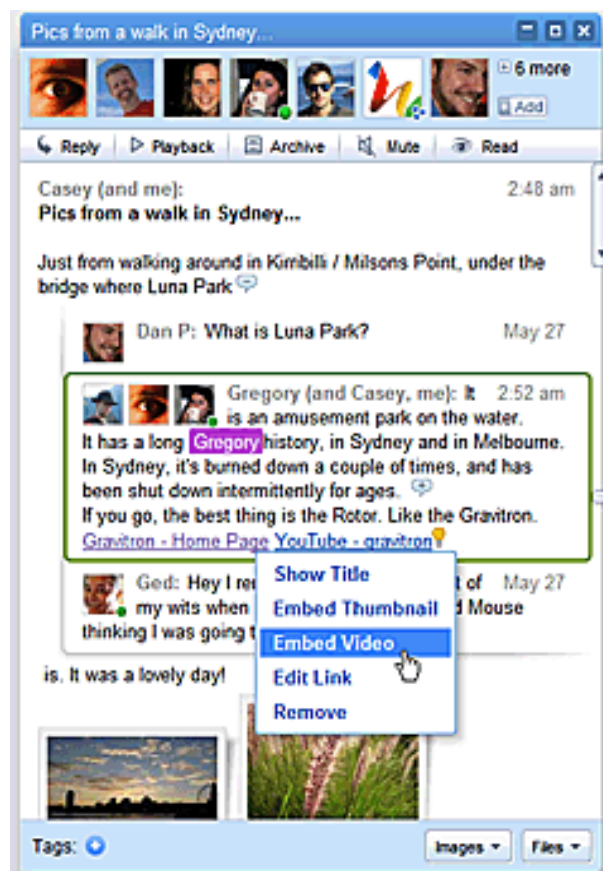 Pics from a walk in Sydney...
6 more
Add
Reply Playback Archive Mute Read
Casey (and me): 2:48 am
Pics from a walk in Sydney...
Just from walking around in Kirribilli / Milsons Point, under the
bridge where Luna Park
Dan P: What is Luna Park? May 27
Gregory (and Casey, me): It 2:52 am
is an amusement park on the water.
It has a long Gregory history, in Sydney and in Melbourne.
In Sydney, it's burned down a couple of times, and has
been shut down intermittently for ages.
If you go, the best thing is the Rotor. Like the Gravitron.
Gravitron - Home Page YouTube - gravitron
Show Title
Embed Thumbnail
Embed Video
Edit Link
Remove
Ged: Hey I t of May 27
my wits when Mouse
thinking I was going
is. It was a lovely day!
Tags: Images Files